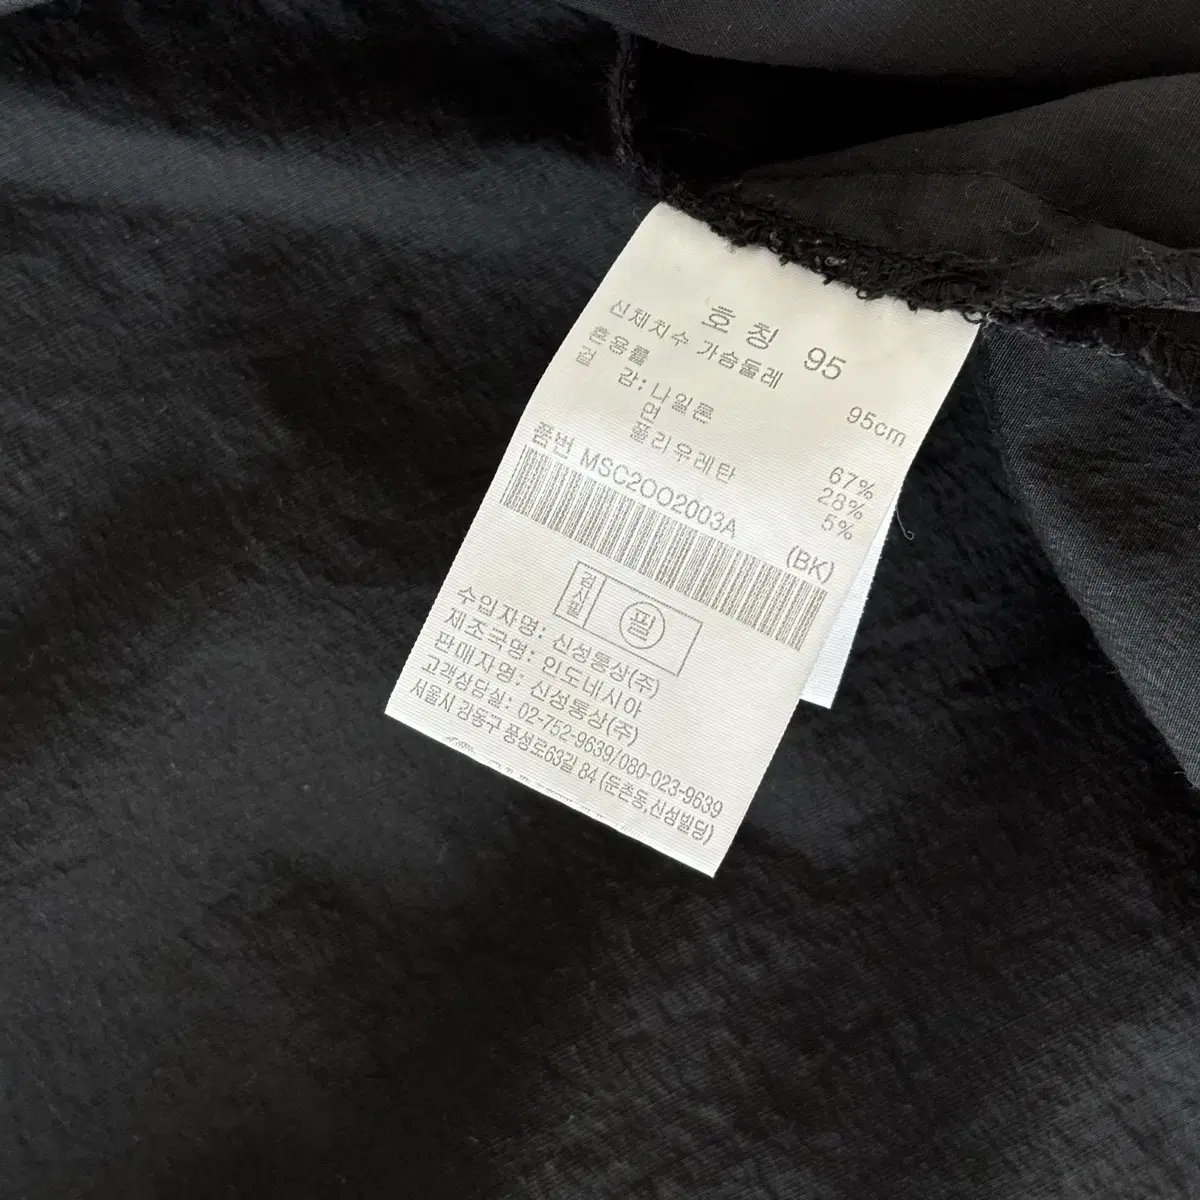 호칭 95
신체치수 가슴둘레 95cm
혼용률
겉감: 나일론 67%
면 28%
폴리우레탄 5%
품번 MSC2OO2003A (BK)
검사필 필
수입자명: 신성통상(주)
제조국명: 인도네시아
판매자명: 신성통상(주)
고객상담실: 02-752-9639/080-023-9639
서울시 강동구 풍성로63길 84 (둔촌동,신성빌딩)